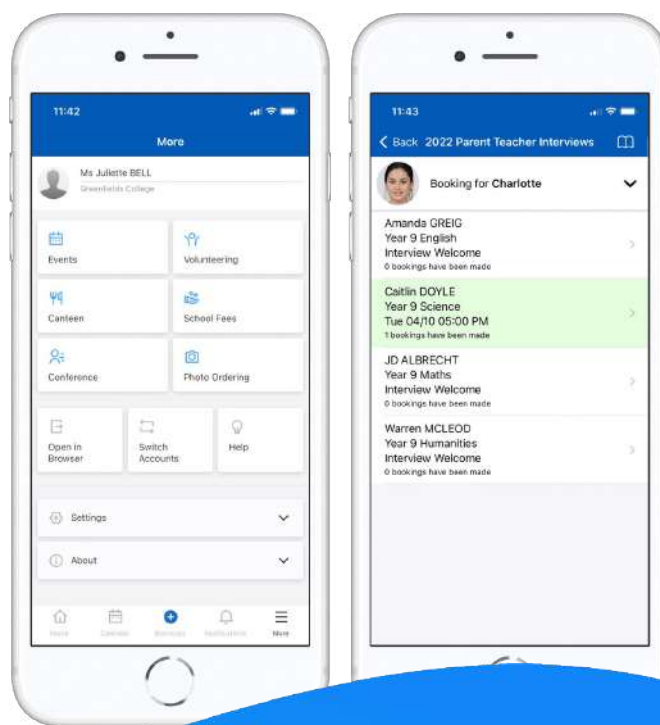 11:42
More
Ms Juliette BELL
Greenfields College
Events
Volunteering
Canteen
School Fees
Conference
Photo Ordering
Open in
Browser
Switch
Accounts
Help
Settings
About
Home
Calendar
Services
Notifications
More
11:43
Back 2022 Parent Teacher Interviews
Booking for Charlotte
Amanda GREIG
Year 9 English
Interview Welcome
0 bookings have been made
Caitlin DOYLE
Year 9 Science
Tue 04/10 05:00 PM
1 bookings have been made
JD ALBRECHT
Year 9 Maths
Interview Welcome
0 bookings have been made
Warren MCLEOD
Year 9 Humanities
Interview Welcome
0 bookings have been made